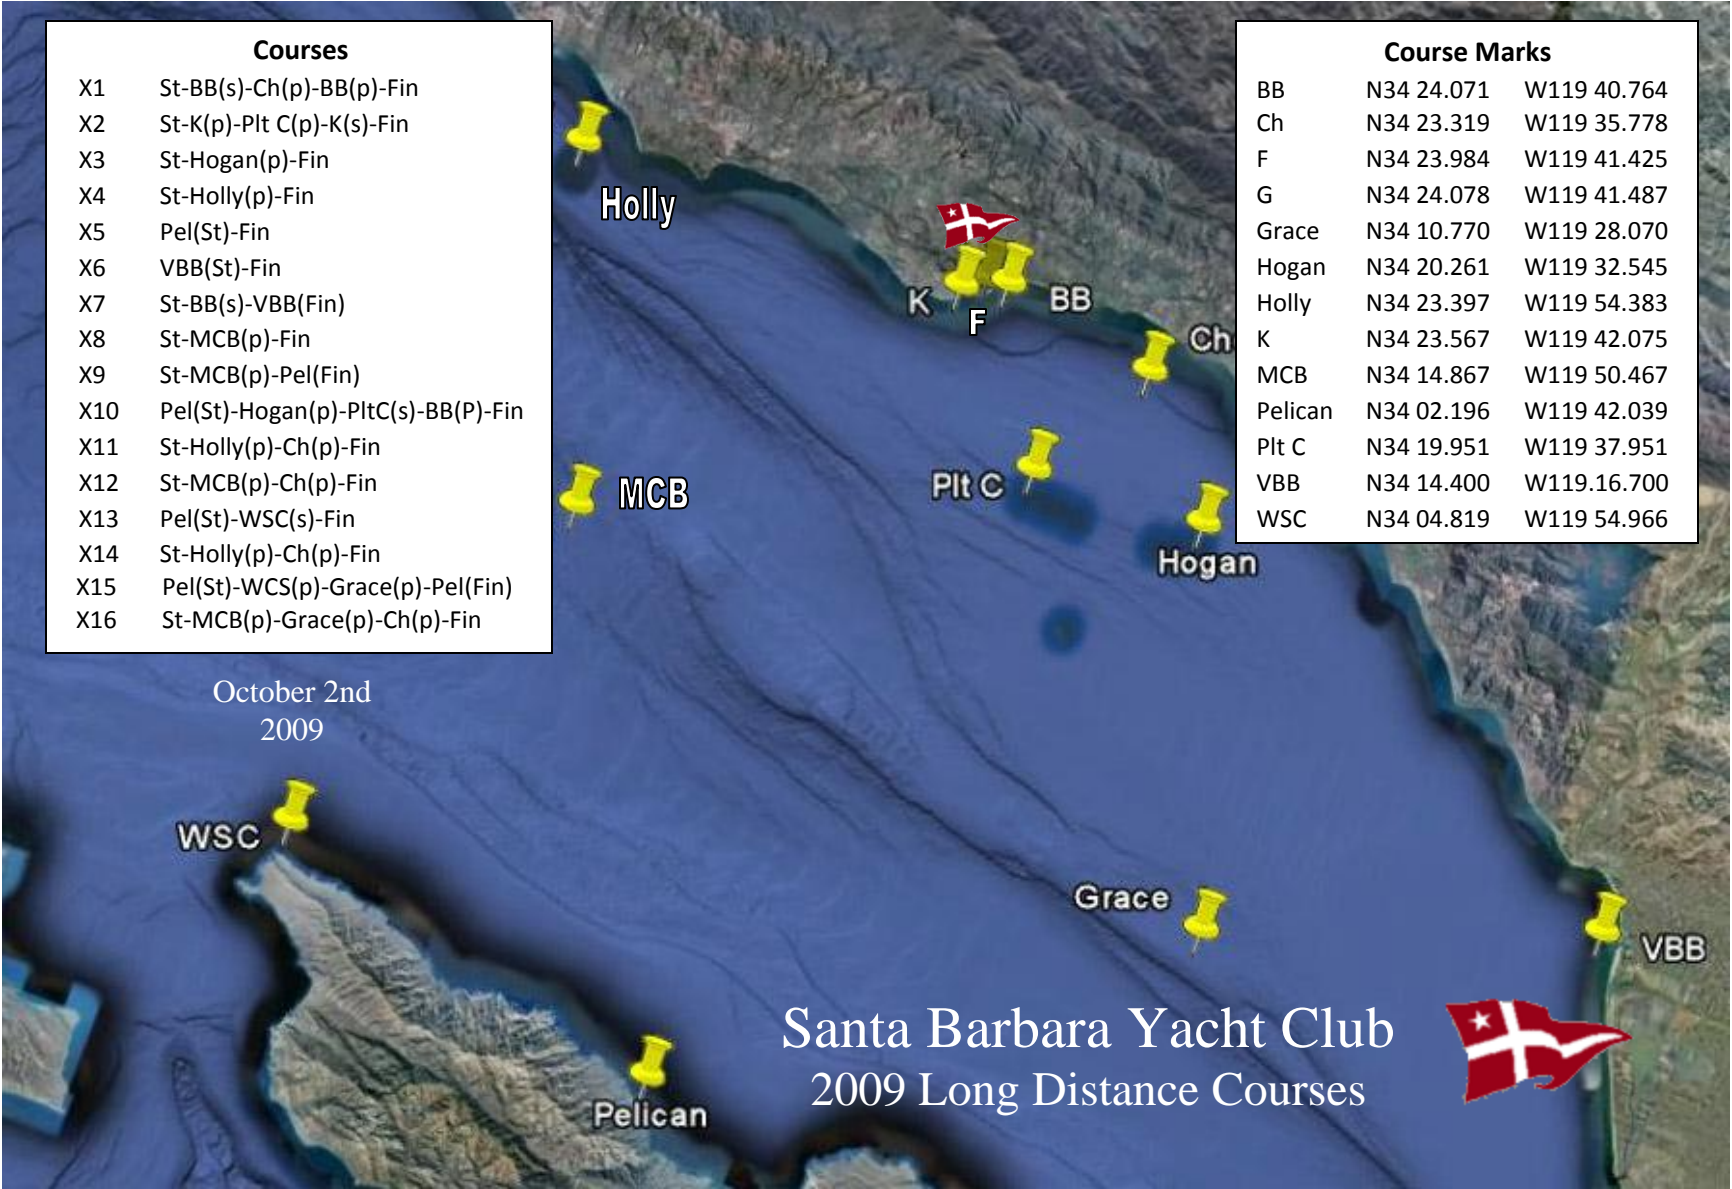 Courses
X1 St-BB(s)-Ch(p)-BB(p)-Fin
X2 St-K(p)-Plt C(p)-K(s)-Fin
X3 St-Hogan(p)-Fin
X4 St-Holly(p)-Fin
X5 Pel(St)-Fin
X6 VBB(St)-Fin
X7 St-BB(s)-VBB(Fin)
X8 St-MCB(p)-Fin
X9 St-MCB(p)-Pel(Fin)
X10 Pel(St)-Hogan(p)-PltC(s)-BB(P)-Fin
X11 St-Holly(p)-Ch(p)-Fin
X12 St-MCB(p)-Ch(p)-Fin
X13 Pel(St)-WSC(s)-Fin
X14 St-Holly(p)-Ch(p)-Fin
X15 Pel(St)-WCS(p)-Grace(p)-Pel(Fin)
X16 St-MCB(p)-Grace(p)-Ch(p)-Fin
Course Marks
BB N34 24.071 W119 40.764
Ch N34 23.319 W119 35.778
F N34 23.984 W119 41.425
G N34 24.078 W119 41.487
Grace N34 10.770 W119 28.070
Hogan N34 20.261 W119 32.545
Holly N34 23.397 W119 54.383
K N34 23.567 W119 42.075
MCB N34 14.867 W119 50.467
Pelican N34 02.196 W119 42.039
Plt C N34 19.951 W119 37.951
VBB N34 14.400 W119.16.700
WSC N34 04.819 W119 54.966
Holly
K
F
BB
Ch
MCB
Plt C
Hogan
October 2nd
2009
WSC
Grace
VBB
Pelican
Santa Barbara Yacht Club
2009 Long Distance Courses